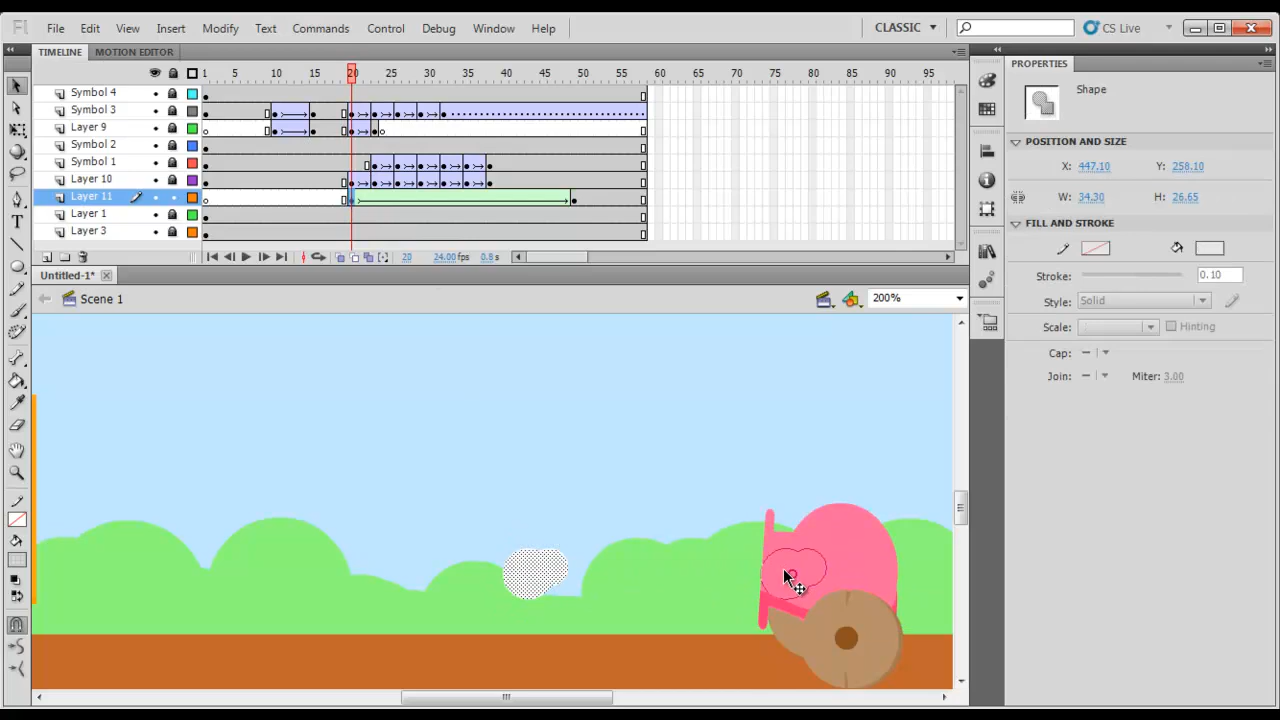 Fl File Edit View Insert Modify Text Commands Control Debug Window Help CLASSIC CS Live
TIMELINE MOTION EDITOR
1 5 10 15 20 25 30 35 40 45 50 55 60 65 70 75 80 85 90 95
Symbol 4
Symbol 3
Layer 9
Symbol 2
Symbol 1
Layer 10
Layer 11
Layer 1
Layer 3
20 24.00fps 0.8s
Untitled-1*
Scene 1 200%
PROPERTIES
Shape
POSITION AND SIZE
X: 447.10 Y: 258.10
W: 34.30 H: 26.65
FILL AND STROKE
Stroke: 0.10
Style: Solid
Scale: Hinting
Cap:
Join: Miter: 3.00